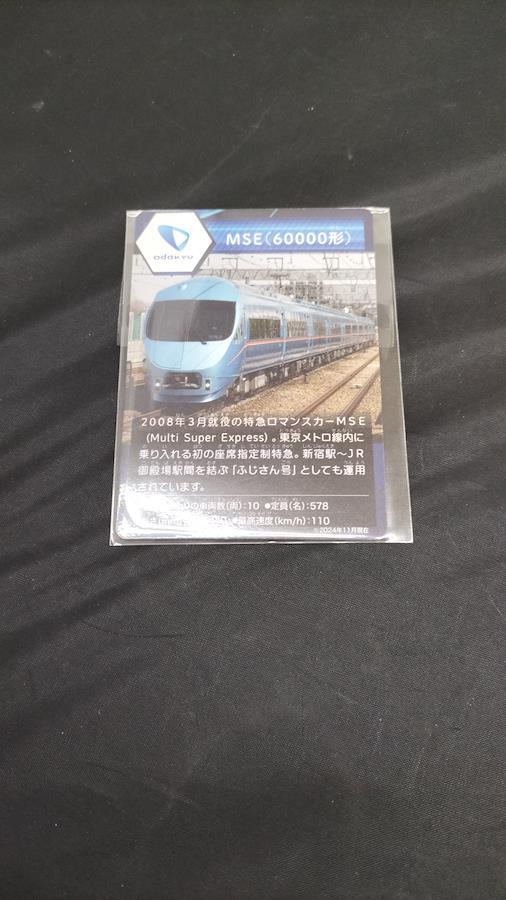 ODAKYU
MSE(60000形)
2008年3月就役の特急ロマンスカーMSE
(Multi Super Express)。東京メトロ線内に
乗り入れる初の座席指定制特急。新宿駅～JR
御殿場駅間を結ぶ「ふじさん号」としても運用
されています。
の車両数(両):10 ●定員(名):578
●最高速度(km/h):110
※2024年11月現在